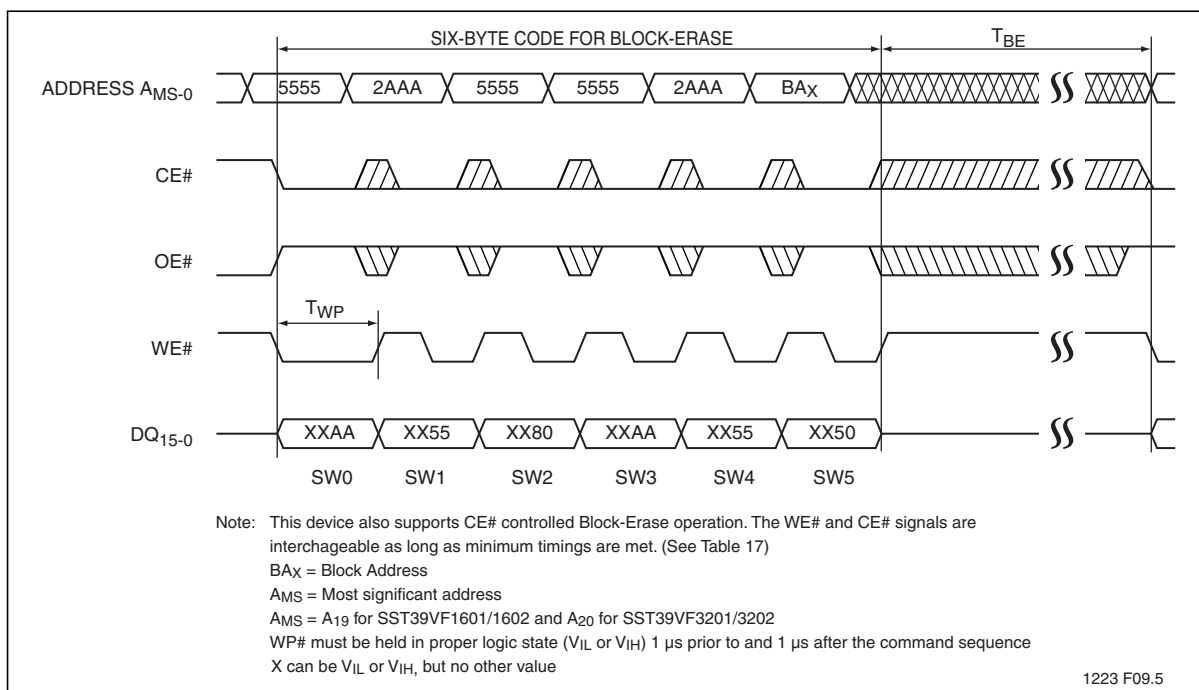 SIX-BYTE CODE FOR BLOCK-ERASE TBE
ADDRESS AMS-0 5555 2AAA 5555 5555 2AAA BAX
CE#
OE#
TWP
WE#
DQ15-0 XXAA XX55 XX80 XXAA XX55 XX50
SW0 SW1 SW2 SW3 SW4 SW5
Note: This device also supports CE# controlled Block-Erase operation. The WE# and CE# signals are
interchageable as long as minimum timings are met. (See Table 17)
BAX = Block Address
AMS = Most significant address
AMS = A19 for SST39VF1601/1602 and A20 for SST39VF3201/3202
WP# must be held in proper logic state (VIL or VIH) 1 µs prior to and 1 µs after the command sequence
X can be VIL or VIH, but no other value
1223 F09.5